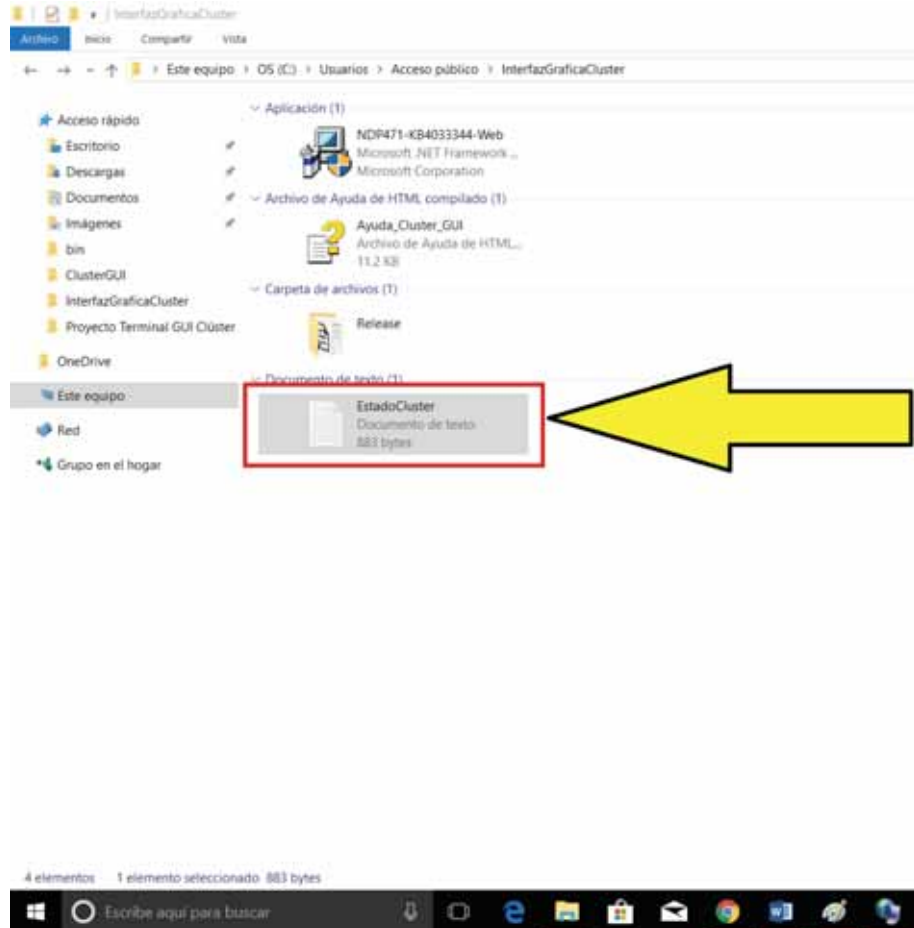 InterfazGraficaCluster
Archivo Inicio Compartir Vista
Este equipo > OS (C:) > Usuarios > Acceso público > InterfazGraficaCluster
Acceso rápido
Escritorio
Descargas
Documentos
Imágenes
bin
ClusterGUI
InterfazGraficaCluster
Proyecto Terminal GUI Clúster
OneDrive
Este equipo
Red
Grupo en el hogar
Aplicación (1)
NDP471-KB4033344-Web
Microsoft .NET Framework ...
Microsoft Corporation
Archivo de Ayuda de HTML compilado (1)
Ayuda_Cluster_GUI
Archivo de Ayuda de HTML...
11.2 KB
Carpeta de archivos (1)
Release
Documento de texto (1)
EstadoCluster
Documento de texto
883 bytes
4 elementos 1 elemento seleccionado 883 bytes
Escribe aquí para buscar